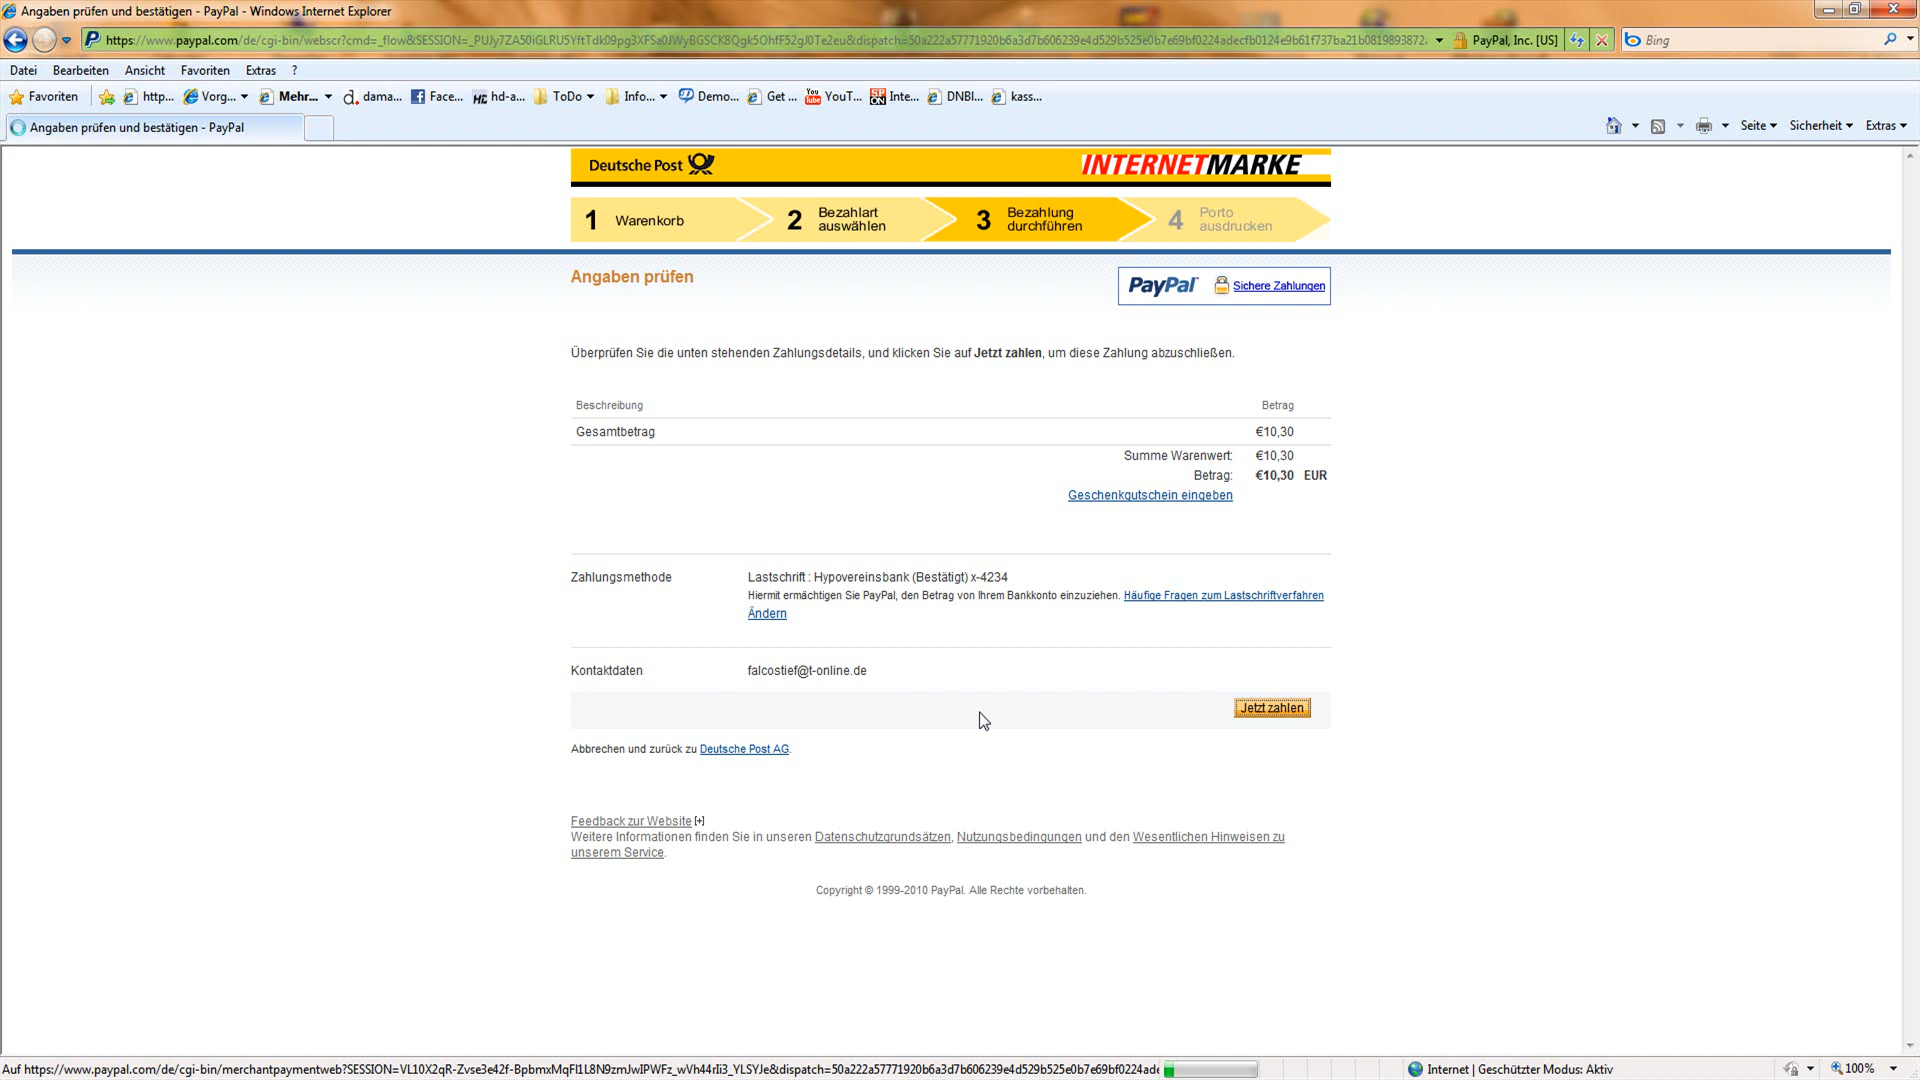 Angaben prüfen und bestätigen - PayPal - Windows Internet Explorer
https://www.paypal.com/de/cgi-bin/webscr?cmd=_flow&SESSION=
PayPal, Inc. [US]
Bing
Datei Bearbeiten Ansicht Favoriten Extras ?
Favoriten http... Vorg... Mehr... dama... Face... hd-a... ToDo Info... Demo... Get ... YouT... Inte... DNBI... kass...
Angaben prüfen und bestätigen - PayPal
Seite Sicherheit Extras
Deutsche Post INTERNETMARKE
1 Warenkorb
2 Bezahlart auswählen
3 Bezahlung durchführen
4 Porto ausdrucken
Angaben prüfen
PayPal Sichere Zahlungen
Überprüfen Sie die unten stehenden Zahlungsdetails, und klicken Sie auf Jetzt zahlen, um diese Zahlung abzuschließen.
Beschreibung Betrag
Gesamtbetrag €10,30
Summe Warenwert: €10,30
Betrag: €10,30 EUR
Geschenkgutschein eingeben
Zahlungsmethode Lastschrift : Hypovereinsbank (Bestätigt) x-4234
Hiermit ermächtigen Sie PayPal, den Betrag von Ihrem Bankkonto einzuziehen. Häufige Fragen zum Lastschriftverfahren
Ändern
Kontaktdaten falcostief@t-online.de
Jetzt zahlen
Abbrechen und zurück zu Deutsche Post AG.
Feedback zur Website [+]
Weitere Informationen finden Sie in unseren Datenschutzgrundsätzen, Nutzungsbedingungen und den Wesentlichen Hinweisen zu
unserem Service.
Copyright © 1999-2010 PayPal. Alle Rechte vorbehalten.
Auf https://www.paypal.com/de/cgi-bin/merchantpaymentweb?SESSION=
Internet | Geschützter Modus: Aktiv
100%